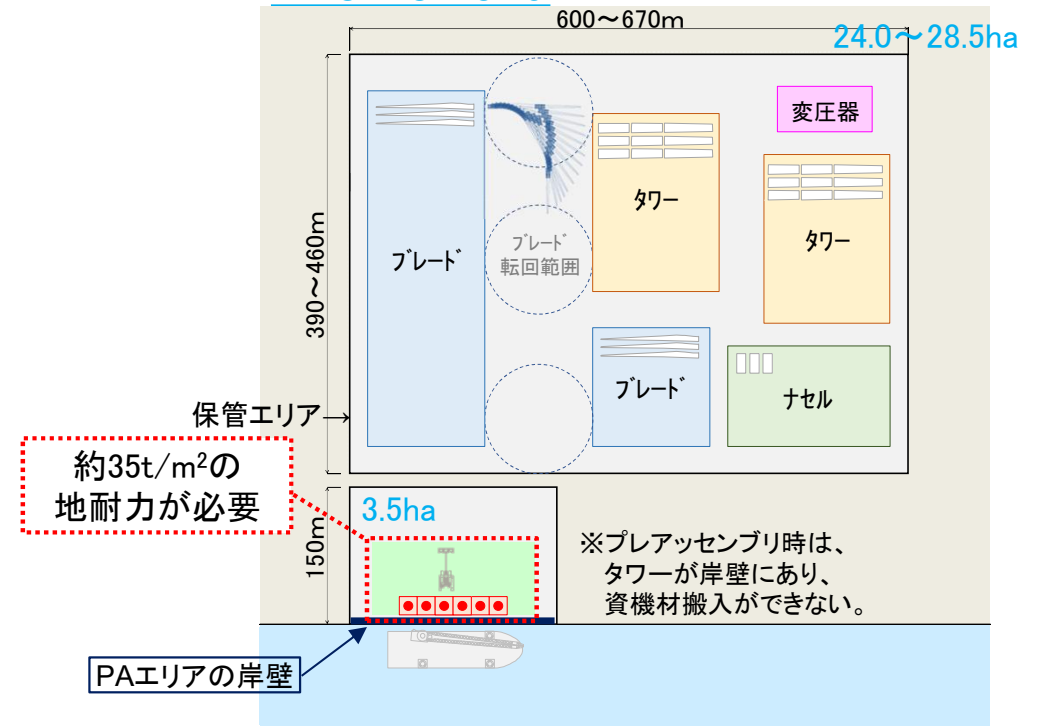 600～670m
24.0～28.5ha
変圧器
タワー
タワー
390～460m
ブレード
ブレード
転回範囲
ブレード
ナセル
保管エリア
約35t/m²の
地耐力が必要
150m
3.5ha
※プレアッセンブリ時は、
タワーが岸壁にあり、
資機材搬入ができない。
PAエリアの岸壁